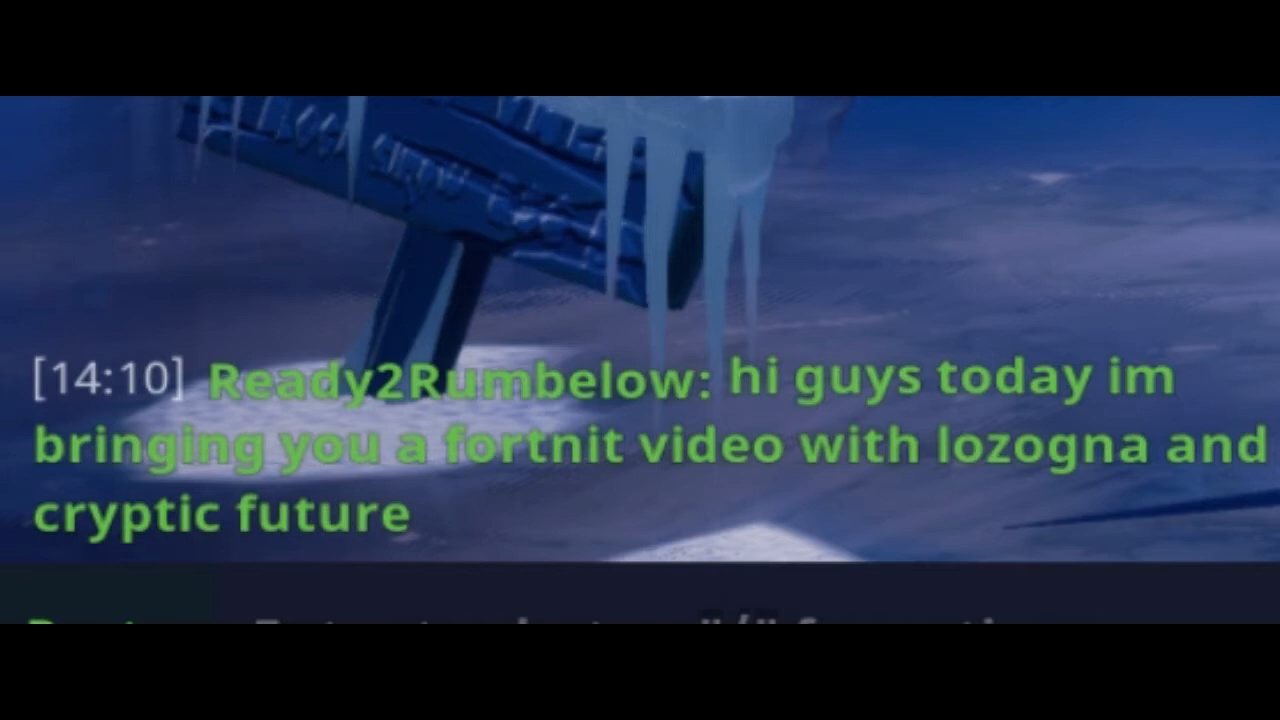 [14:10] Ready2Rumbelow: hi guys today im
bringing you a fortnit video with lozogna and
cryptic future